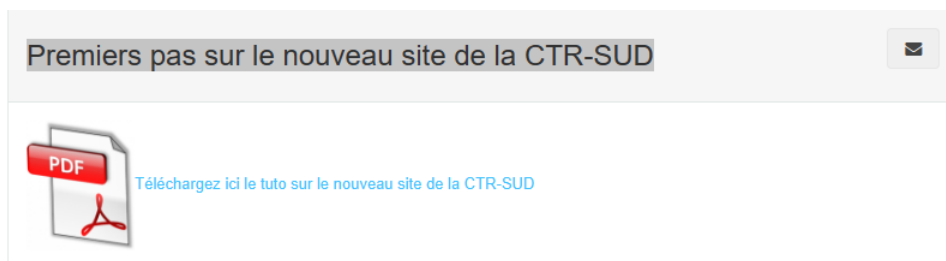 Premiers pas sur le nouveau site de la CTR-SUD
PDF
Téléchargez ici le tuto sur le nouveau site de la CTR-SUD